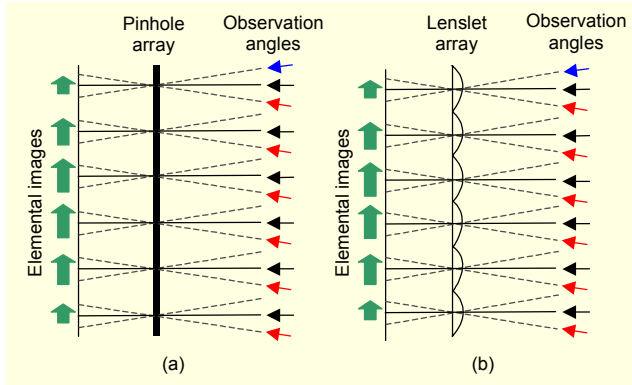 Pinhole
array
Observation
angles
Elemental images
(a)
Lenslet
array
Observation
angles
Elemental images
(b)